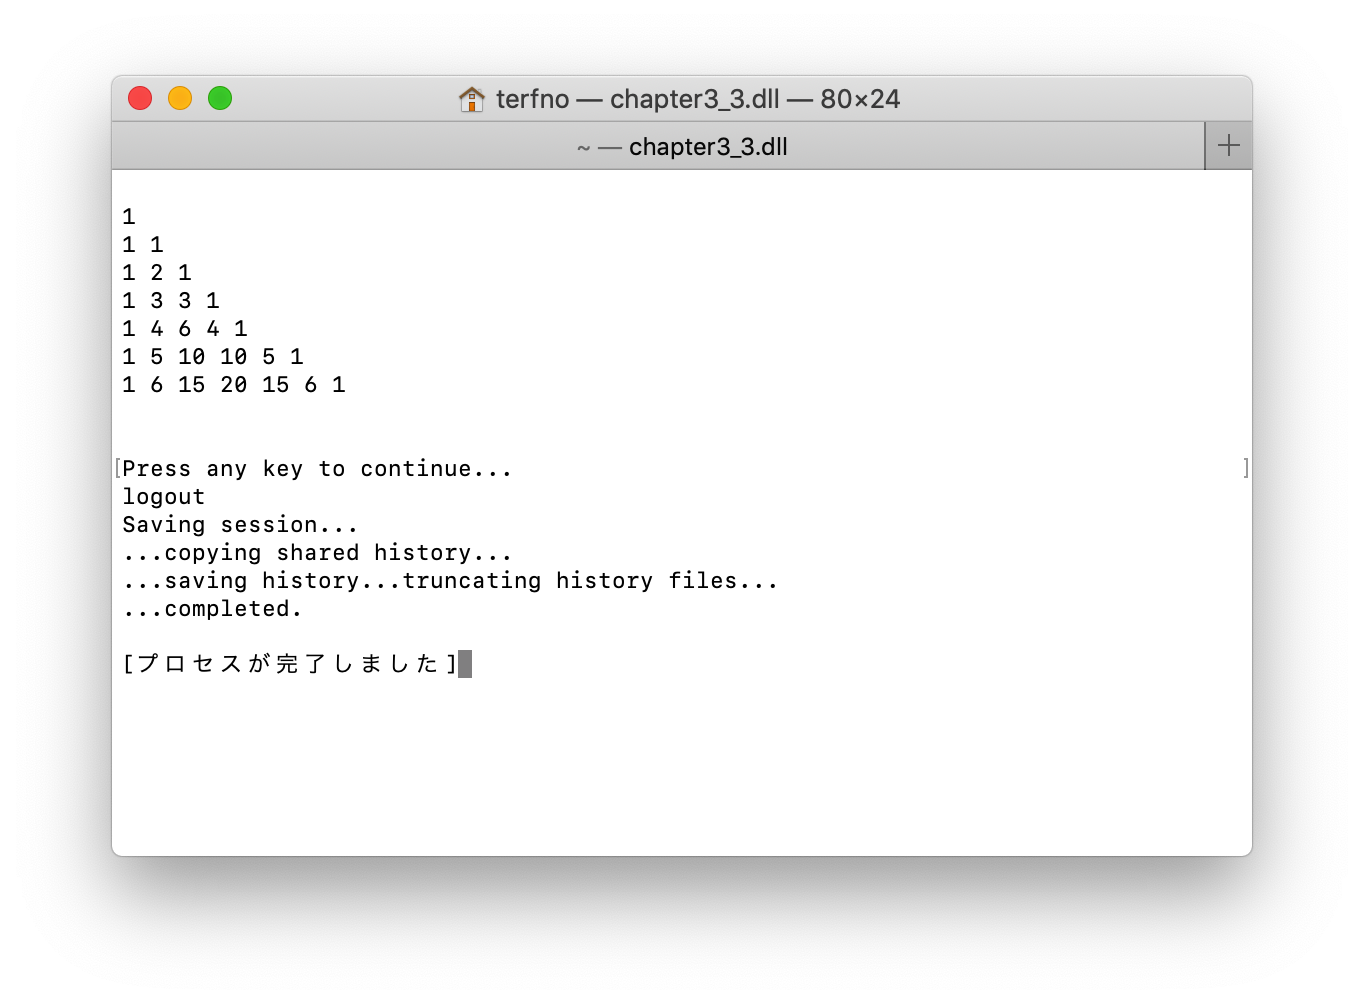 terfno — chapter3_3.dll — 80×24
~ — chapter3_3.dll
1
1 1
1 2 1
1 3 3 1
1 4 6 4 1
1 5 10 10 5 1
1 6 15 20 15 6 1
[Press any key to continue... ]
logout
Saving session...
...copying shared history...
...saving history...truncating history files...
...completed.
[プロセスが完了しました]